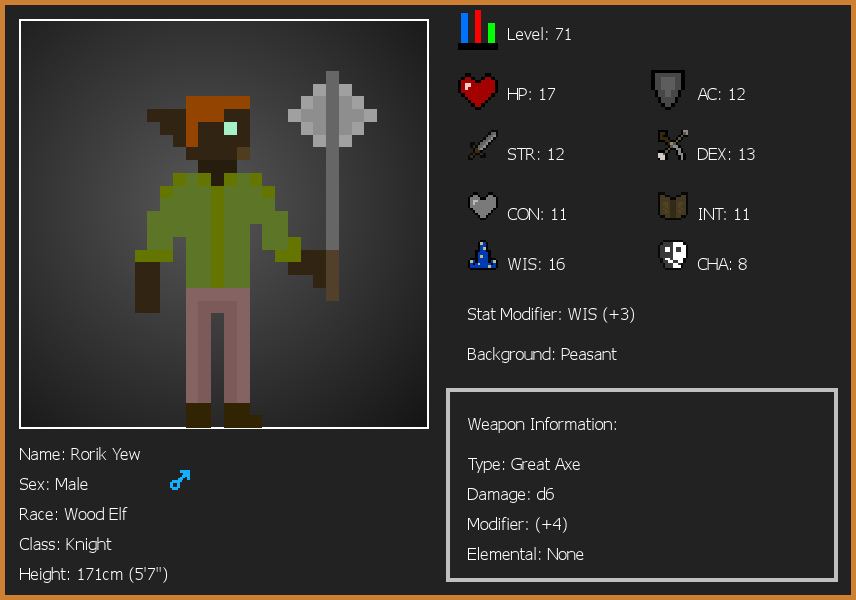 Level: 71
HP: 17
AC: 12
STR: 12
DEX: 13
CON: 11
INT: 11
WIS: 16
CHA: 8
Stat Modifier: WIS (+3)
Background: Peasant
Weapon Information:
Type: Great Axe
Damage: d6
Modifier: (+4)
Elemental: None
Name: Rorik Yew
Sex: Male
Race: Wood Elf
Class: Knight
Height: 171cm (5'7")